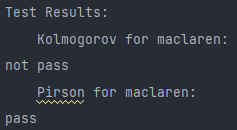 Test Results:
Kolmogorov for maclaren:
not pass
Pirson for maclaren:
pass